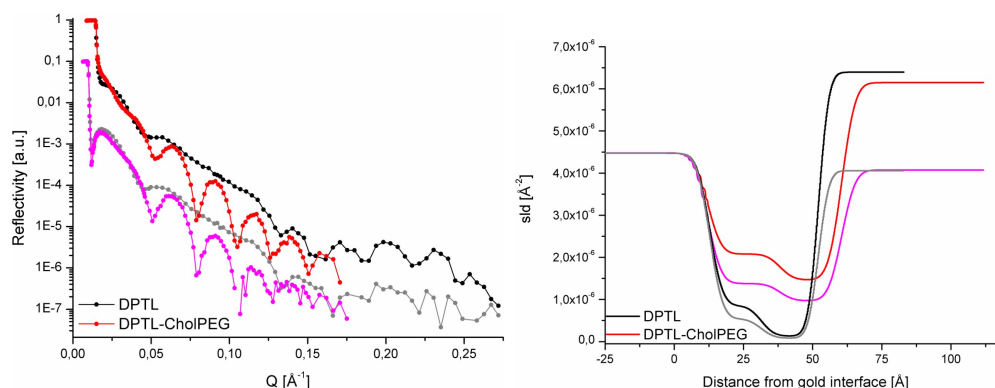 1
0,1
0,01
1E-3
1E-4
1E-5
1E-6
1E-7
Reflectivity [a.u.]
DPTL
DPTL-CholPEG
0,00 0,05 0,10 0,15 0,20 0,25
Q [Å⁻¹]
7,0x10⁻⁶
6,0x10⁻⁶
5,0x10⁻⁶
4,0x10⁻⁶
3,0x10⁻⁶
2,0x10⁻⁶
1,0x10⁻⁶
0,0
sld [Å⁻²]
DPTL
DPTL-CholPEG
-25 0 25 50 75 100
Distance from gold interface [Å]